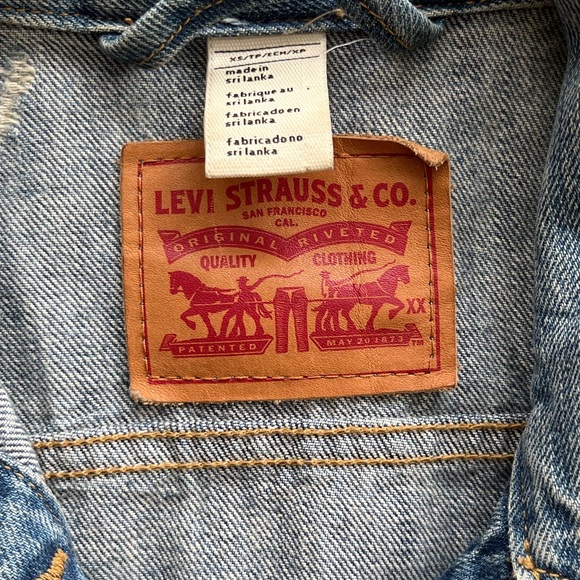 XS/TP/ECH/XP
made in
sri lanka
fabrique au
sri lanka
fabricado en
sri lanka
fabricado no
sri lanka
LEVI STRAUSS & CO.
SAN FRANCISCO
CAL.
ORIGINAL RIVETED
QUALITY CLOTHING
XX
PATENTED MAY 20 1873 TM